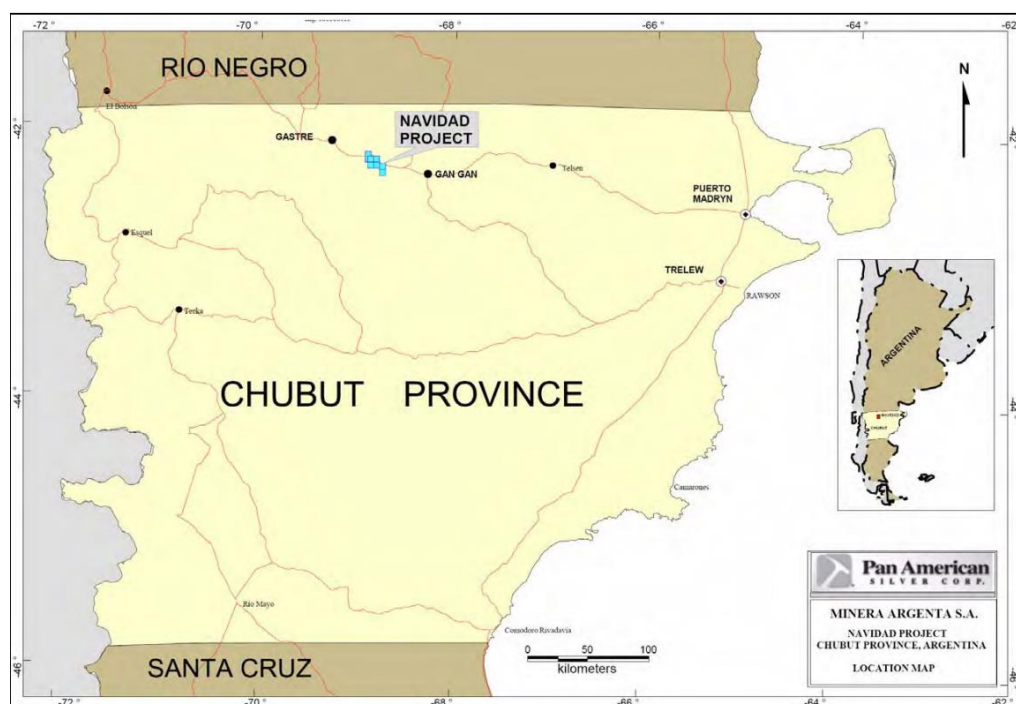 -72 °
-70 °
-68 °
-66 °
-64 °
-62 °
RIO NEGRO
El Bolson
N
-42°
-42°
NAVIDAD
PROJECT
GASTRE
GAN GAN
Telsen
PUERTO
MADRYN
Esquel
TRELEW
RAWSON
Tecka
ARGENTINA
CHUBUT PROVINCE
-44°
-44°
CHUBUT
Camarones
Pan American
SILVER CORP.
MINERA ARGENTA S.A.
NAVIDAD PROJECT
CHUBUT PROVINCE, ARGENTINA
LOCATION MAP
Rio Mayo
Comodoro Rivadavia
0 50 100
kilometers
-46°
-46°
SANTA CRUZ
-72 °
-70 °
-68 °
-66 °
-64 °
-62 °